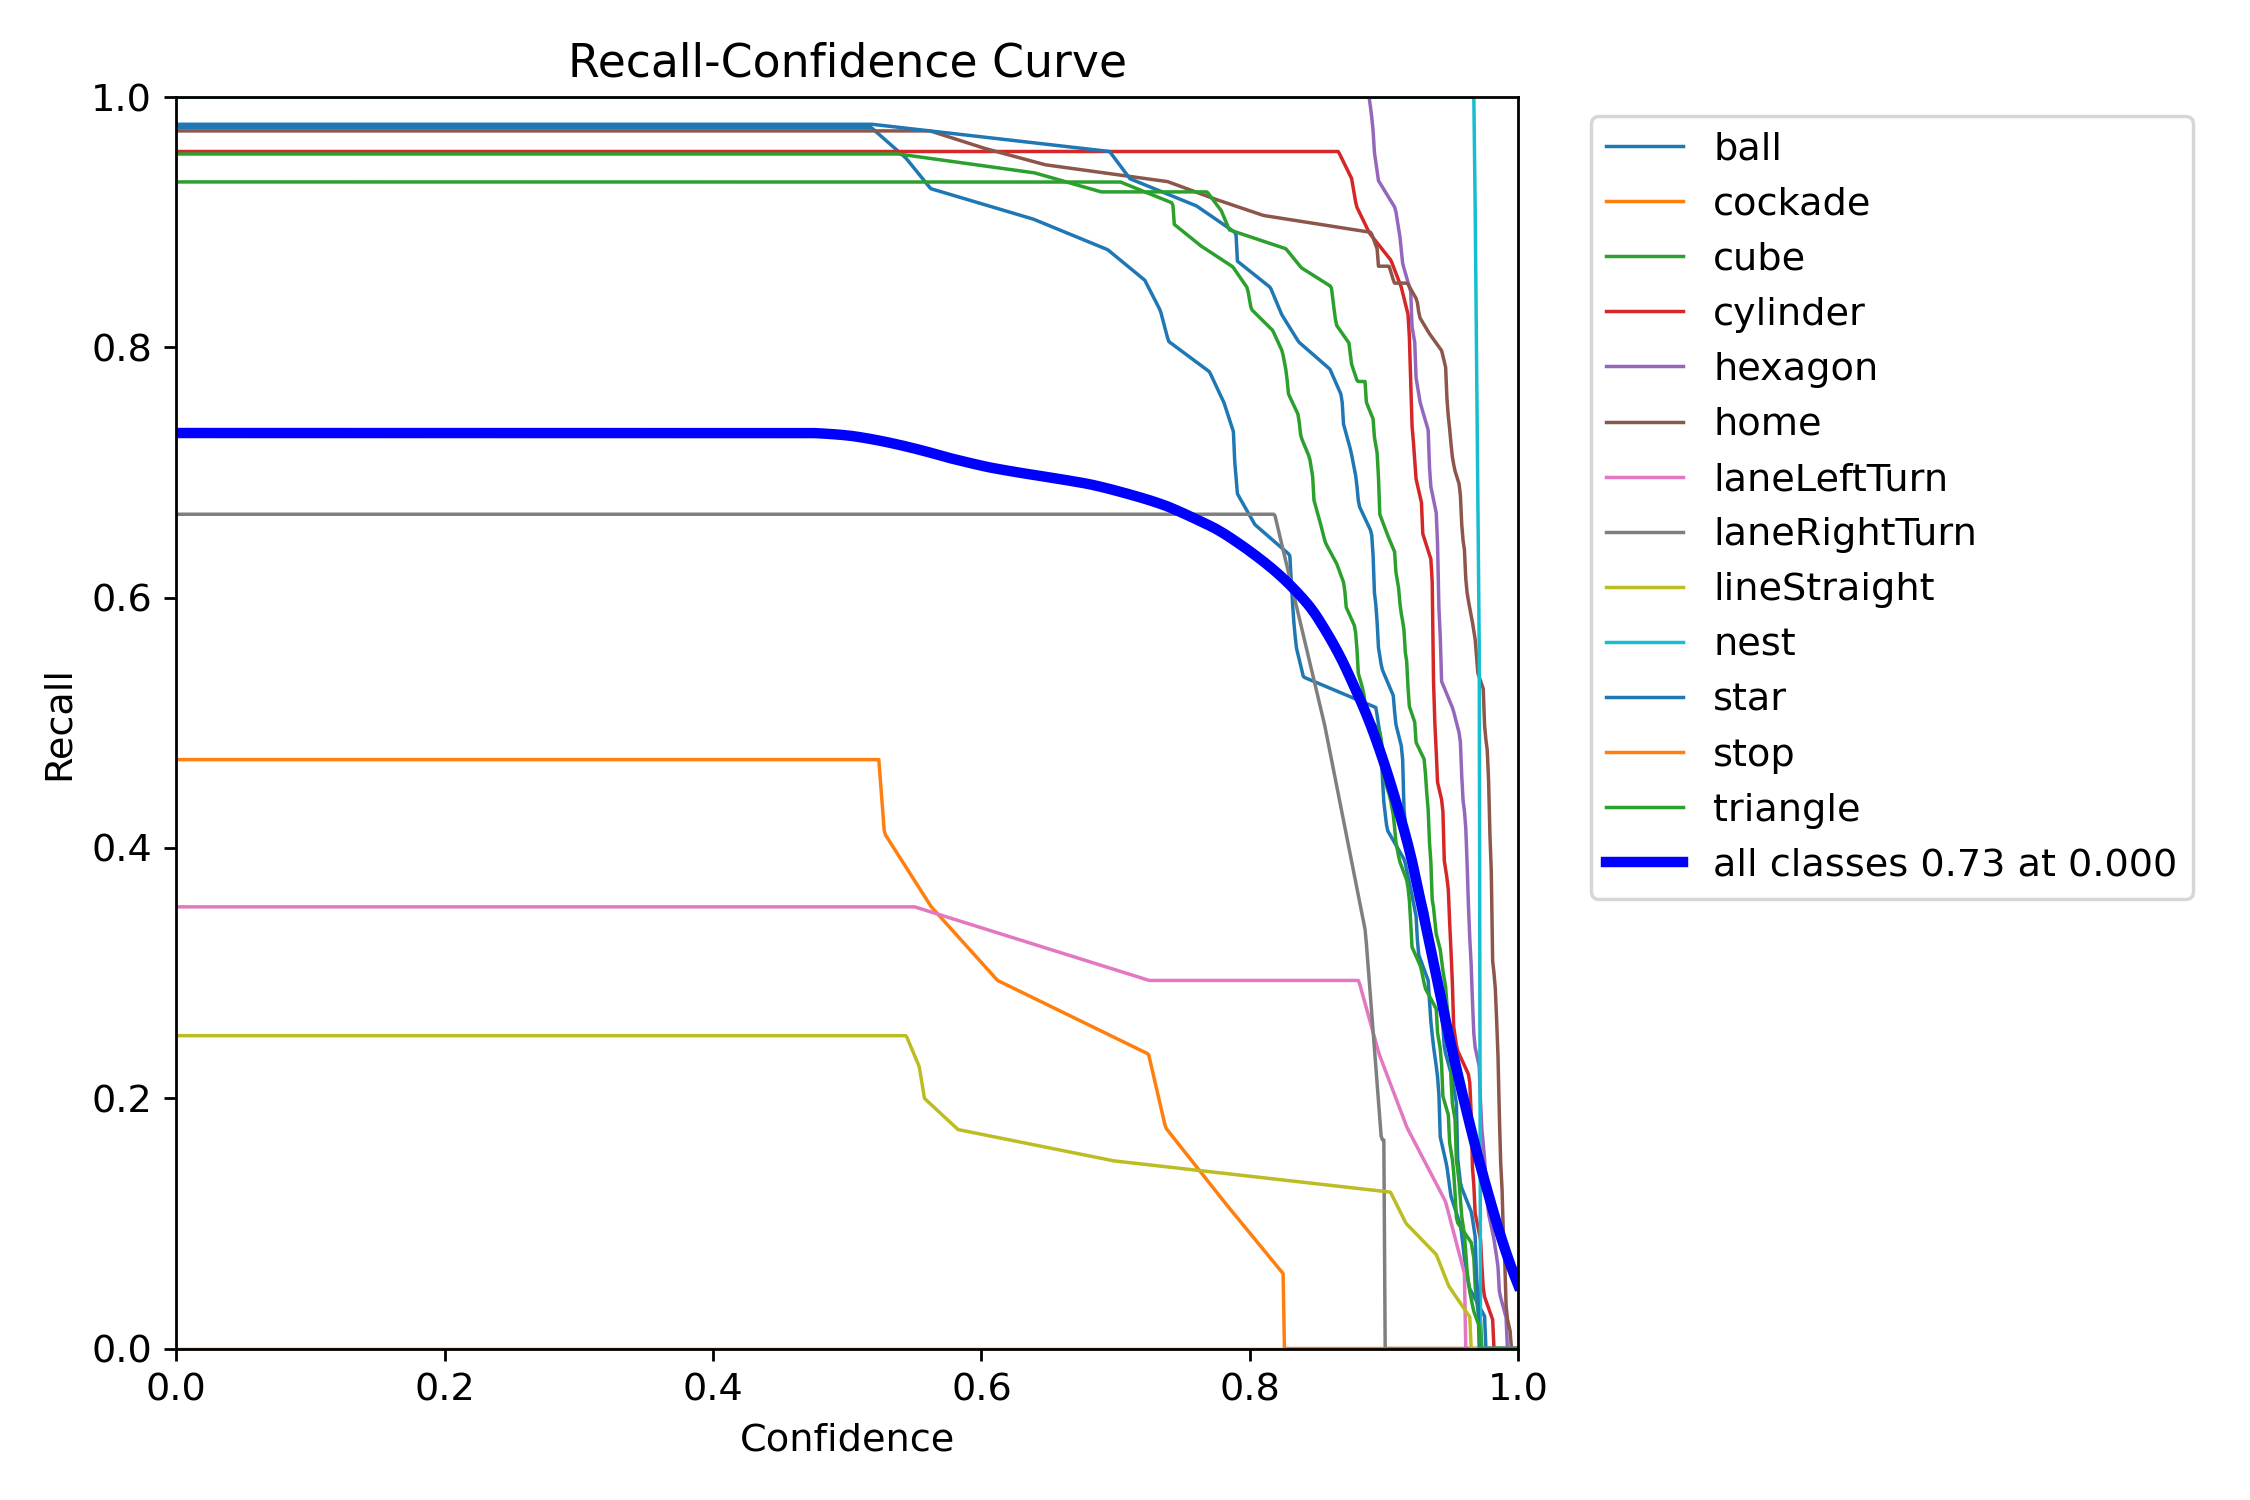 Recall-Confidence Curve
1.0
0.8
0.6
0.4
0.2
0.0
Recall
0.0 0.2 0.4 0.6 0.8 1.0
Confidence
ball
cockade
cube
cylinder
hexagon
home
laneLeftTurn
laneRightTurn
lineStraight
nest
star
stop
triangle
all classes 0.73 at 0.000